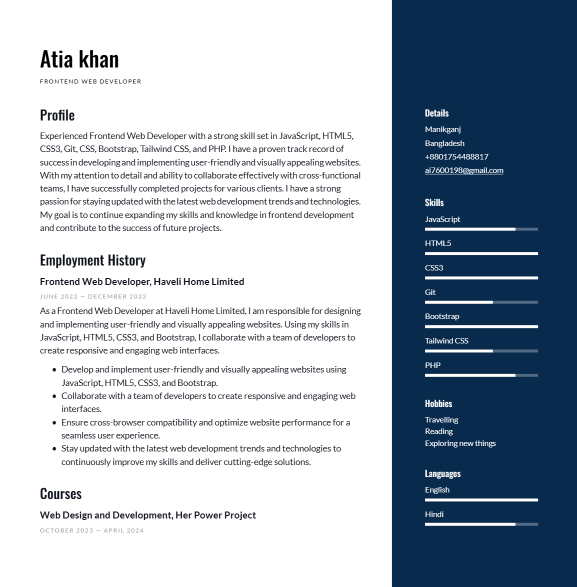 Atia khan
FRONTEND WEB DEVELOPER
Profile
Experienced Frontend Web Developer with a strong skill set in JavaScript, HTML5,
CSS3, Git, CSS, Bootstrap, Tailwind CSS, and PHP. I have a proven track record of
success in developing and implementing user-friendly and visually appealing websites.
With my attention to detail and ability to collaborate effectively with cross-functional
teams, I have successfully completed projects for various clients. I have a strong
passion for staying updated with the latest web development trends and technologies.
My goal is to continue expanding my skills and knowledge in frontend development
and contribute to the success of future projects.
Employment History
Frontend Web Developer, Haveli Home Limited
JUNE 2022 — DECEMBER 2023
As a Frontend Web Developer at Haveli Home Limited, I am responsible for designing
and implementing user-friendly and visually appealing websites. Using my skills in
JavaScript, HTML5, CSS3, and Bootstrap, I collaborate with a team of developers to
create responsive and engaging web interfaces.
• Develop and implement user-friendly and visually appealing websites using
JavaScript, HTML5, CSS3, and Bootstrap.
• Collaborate with a team of developers to create responsive and engaging web
interfaces.
• Ensure cross-browser compatibility and optimize website performance for a
seamless user experience.
• Stay updated with the latest web development trends and technologies to
continuously improve my skills and deliver cutting-edge solutions.
Courses
Web Design and Development, Her Power Project
OCTOBER 2023 — APRIL 2024
Details
Manikganj
Bangladesh
+8801754488817
ai7600198@gmail.com
Skills
JavaScript
HTML5
CSS3
Git
Bootstrap
Tailwind CSS
PHP
Hobbies
Travelling
Reading
Exploring new things
Languages
English
Hindi